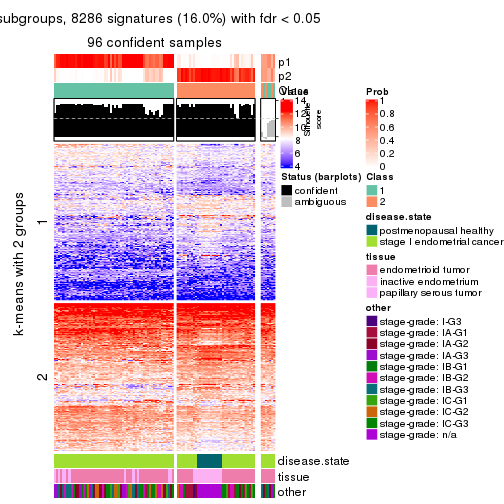 subgroups, 8286 signatures (16.0%) with fdr < 0.05
96 confident samples
p1
p2
Class
Silhouette
score
k-means with 2 groups
1
2
disease.state
tissue
other
Value
14
12
10
8
6
4
Prob
1
0.8
0.6
0.4
0.2
0
Status (barplots)
confident
ambiguous
Class
1
2
disease.state
postmenopausal healthy
stage I endometrial cancer
tissue
endometrioid tumor
inactive endometrium
papillary serous tumor
other
stage-grade: I-G3
stage-grade: IA-G1
stage-grade: IA-G2
stage-grade: IA-G3
stage-grade: IB-G1
stage-grade: IB-G2
stage-grade: IB-G3
stage-grade: IC-G1
stage-grade: IC-G2
stage-grade: IC-G3
stage-grade: n/a